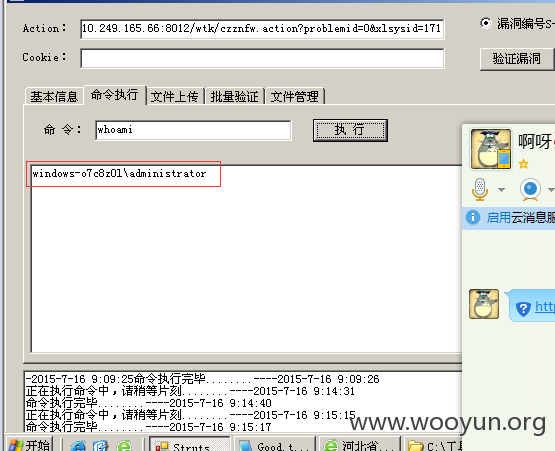 Action： 10.249.165.66:8012/wtk/czznfw.action?problemid=0&xlsysid=171
漏洞编号S-
Cookie：
验证漏洞
基本信息 命令执行 文件上传 批量验证 文件管理
命 令： whoami 执 行
windows-o7c8z0l\administrator
啊呀
启用云消息服
htt
-2015-7-16 9:09:25命令执行完毕........----2015-7-16 9:09:26
正在执行命令中，请稍等片刻........----2015-7-16 9:14:31
命令执行完毕........----2015-7-16 9:14:40
正在执行命令中，请稍等片刻........----2015-7-16 9:15:15
命令执行完毕........----2015-7-16 9:15:17
www.wooyun.org
开始 Struts Good.t... 河北省... C:\工具